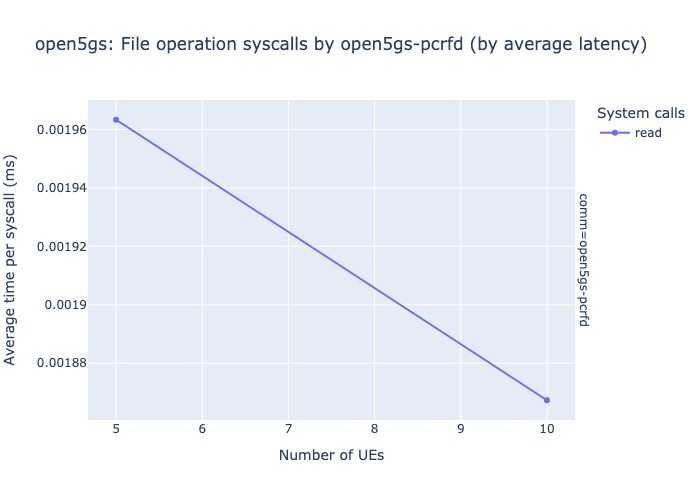 open5gs: File operation syscalls by open5gs-pcrfd (by average latency)
System calls
read
Average time per syscall (ms)
0.00196
0.00194
0.00192
0.0019
0.00188
comm=open5gs-pcrfd
5 6 7 8 9 10
Number of UEs